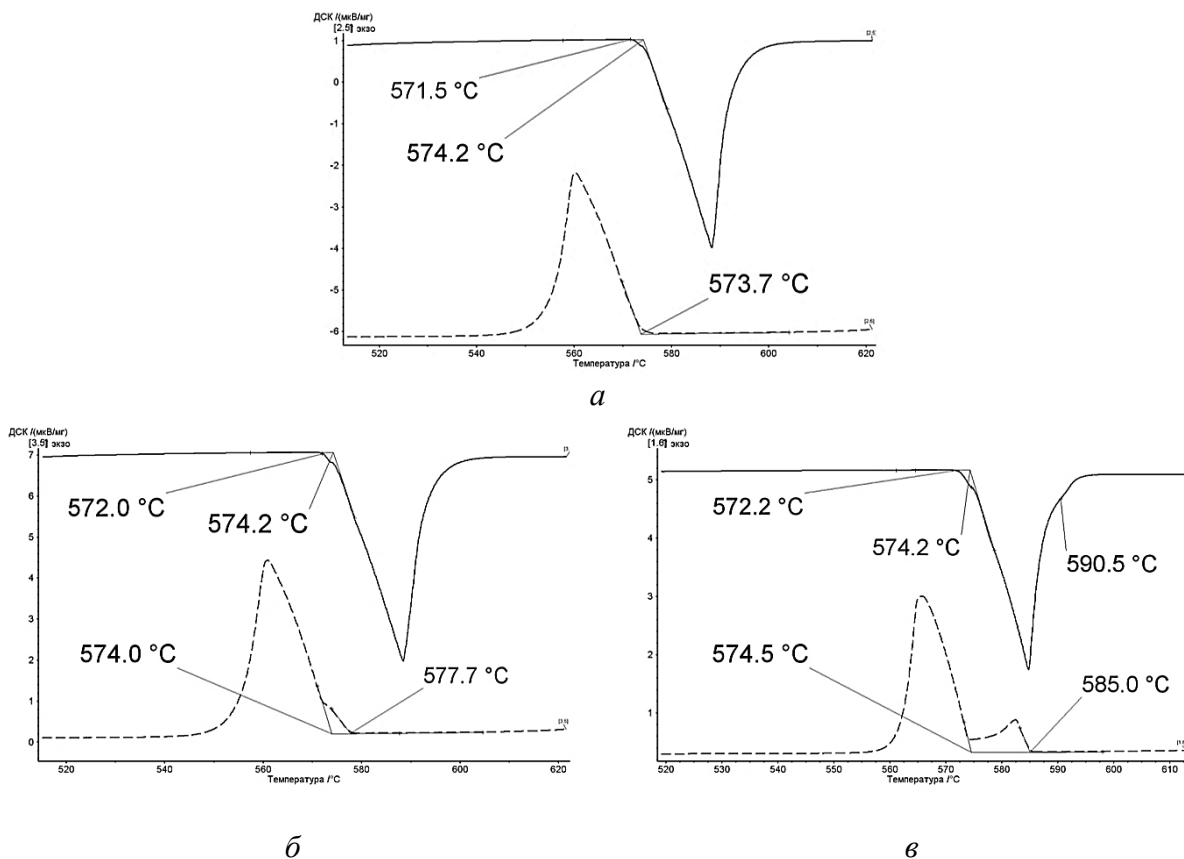 ДСК /(мкВ/мг)
[2.5] экзо
1
0
-1
-2
-3
-4
-5
-6
571.5 °C
574.2 °C
573.7 °C
520 540 560 580 600 620
Температура /°C
а
ДСК /(мкВ/мг)
[3.5] экзо
7
6
5
4
3
2
1
0
572.0 °C
574.2 °C
574.0 °C
577.7 °C
520 540 560 580 600 620
Температура /°C
б
ДСК /(мкВ/мг)
[1.6] экзо
5
4
3
2
1
572.2 °C
574.2 °C
590.5 °C
574.5 °C
585.0 °C
520 530 540 550 560 570 580 590 600 610
Температура /°C
в